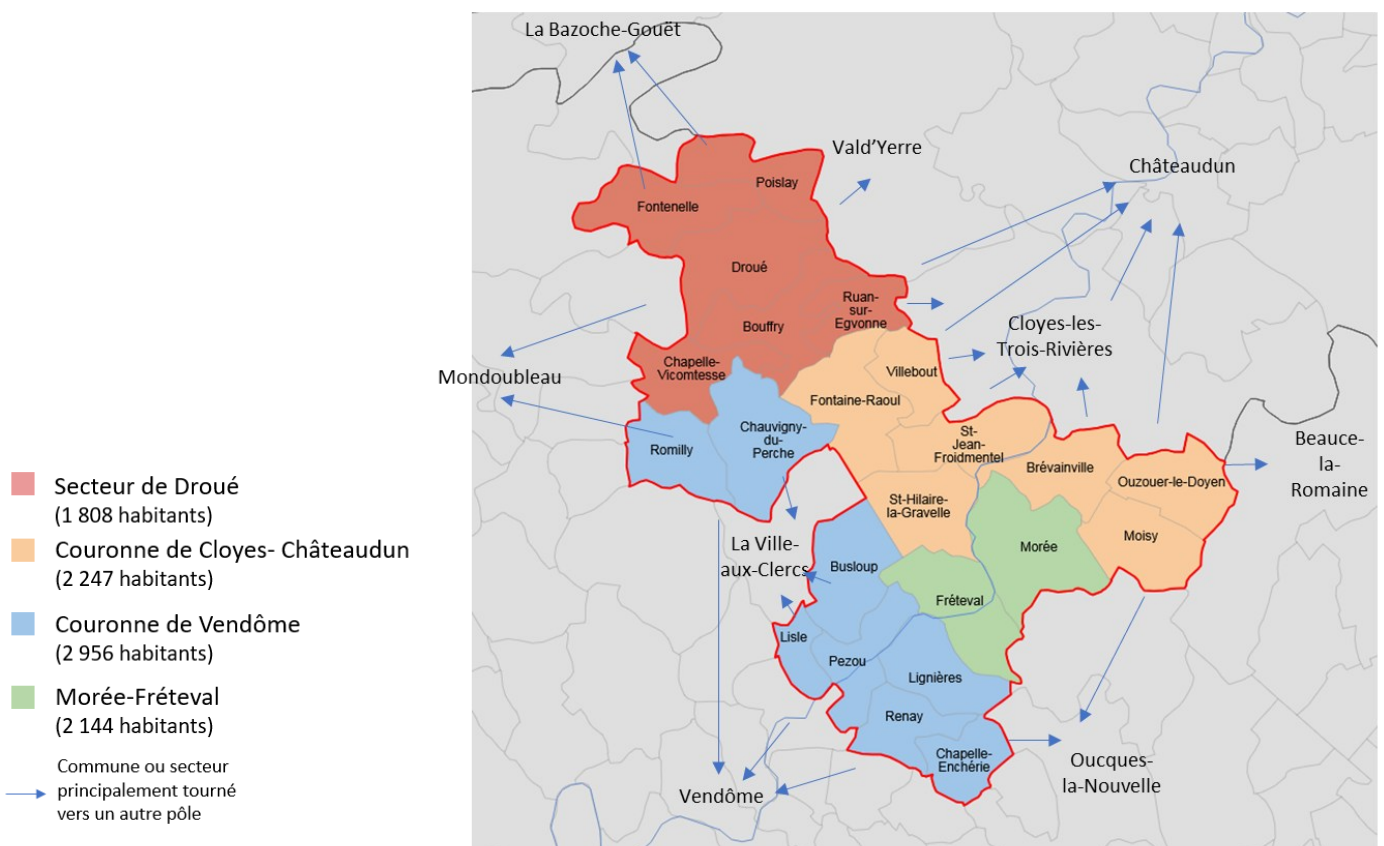 La Bazoche-Gouët
Vald’Yerre
Châteaudun
Poislay
Fontenelle
Droué
Ruan-
sur-
Egvonne
Bouffry
Cloyes-les-
Trois-Rivières
Chapelle-
Vicomtesse
Villebout
Mondoubleau
Fontaine-Raoul
Chauvigny-
du-
Perche
Romilly
St-
Jean-
Froidmentel
Beauce-
la-
Romaine
Brévainville
Ouzouer-le-Doyen
St-Hilaire-
la-Gravelle
Moisy
Morée
La Ville-
aux-Clercs
Busloup
Fréteval
Lisle
Pezou
Lignières
Renay
Chapelle-
Enchérie
Oucques-
la-Nouvelle
Vendôme
Secteur de Droué
(1 808 habitants)
Couronne de Cloyes- Châteaudun
(2 247 habitants)
Couronne de Vendôme
(2 956 habitants)
Morée-Fréteval
(2 144 habitants)
Commune ou secteur
principalement tourné
vers un autre pôle